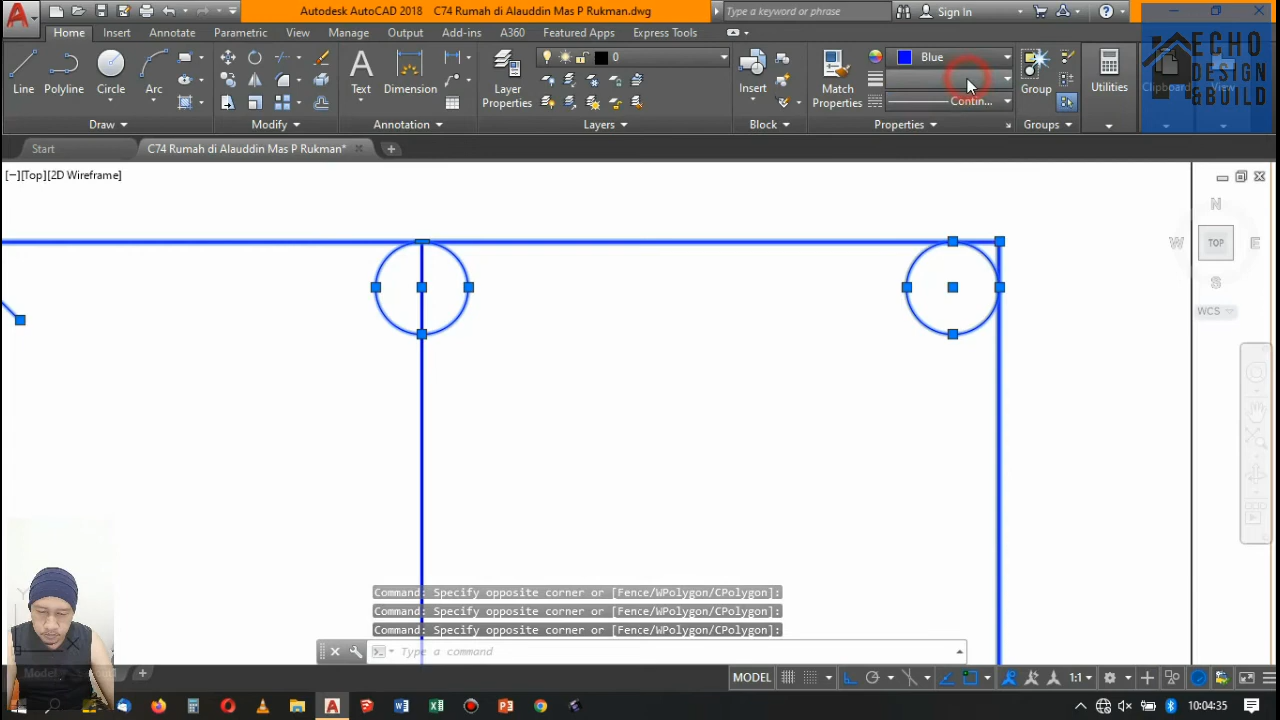 Autodesk AutoCAD 2018 C74 Rumah di Alauddin Mas P Rukman.dwg
Type a keyword or phrase
Sign In
Home Insert Annotate Parametric View Manage Output Add-ins A360 Featured Apps Express Tools
ECHO
DESIGN
&BUILD
0
Blue
Contin...
Line Polyline Circle Arc
Text Dimension
Layer
Properties
Insert
Match
Properties
Group
Utilities
Clipboard
View
Draw Modify Annotation Layers Block Properties Groups
Start
C74 Rumah di Alauddin Mas P Rukman*
[−][Top][2D Wireframe]
N
W TOP E
S
WCS
Command: Specify opposite corner or [Fence/WPolygon/CPolygon]:
Command: Specify opposite corner or [Fence/WPolygon/CPolygon]:
Command: Specify opposite corner or [Fence/WPolygon/CPolygon]:
Type a command
Y
X
Model
MODEL
1:1
10:04:35